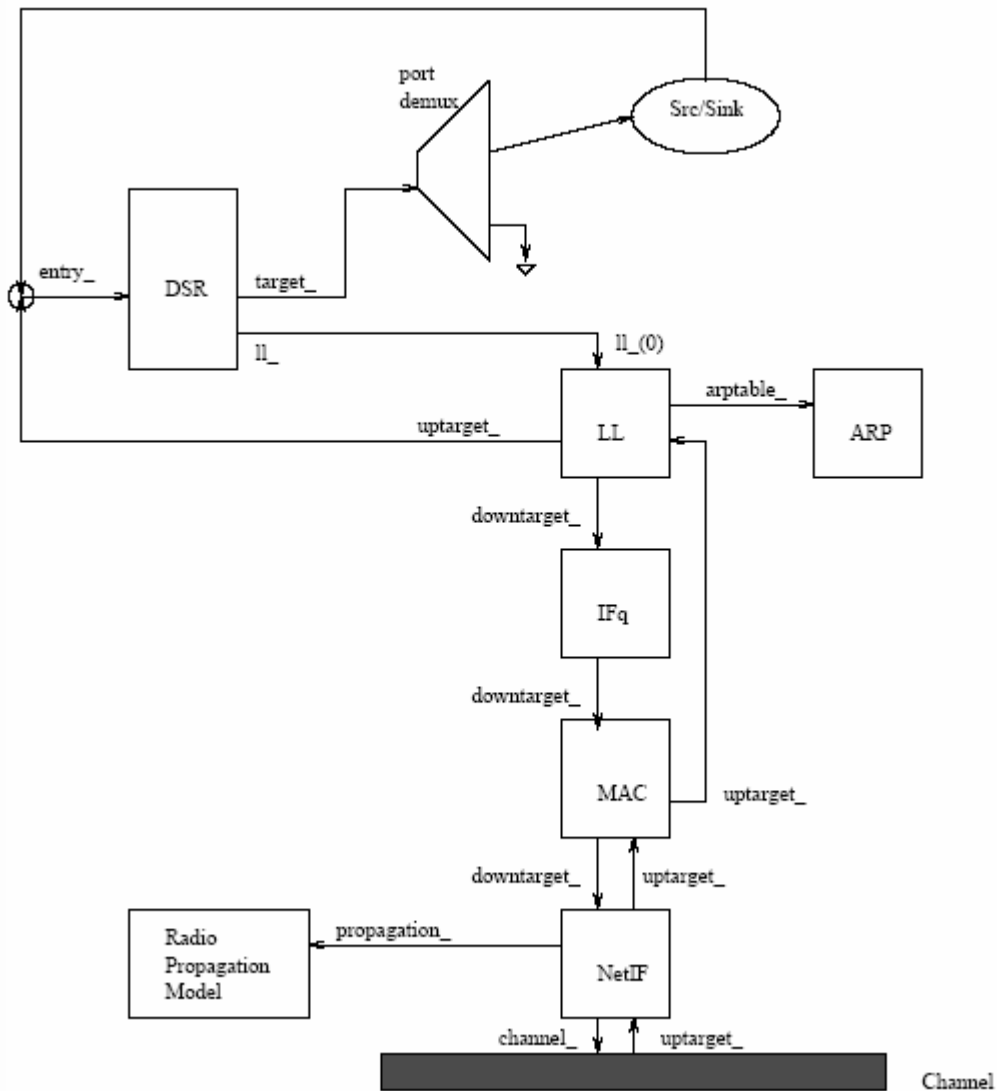 port
demux
Src/Sink
entry_
DSR
target_
ll_
ll_(0)
arptable_
uptarget_
LL
ARP
downtarget_
IFq
downtarget_
MAC
uptarget_
downtarget_
uptarget_
propagation_
Radio
Propagation
Model
NetIF
channel_
uptarget_
Channel